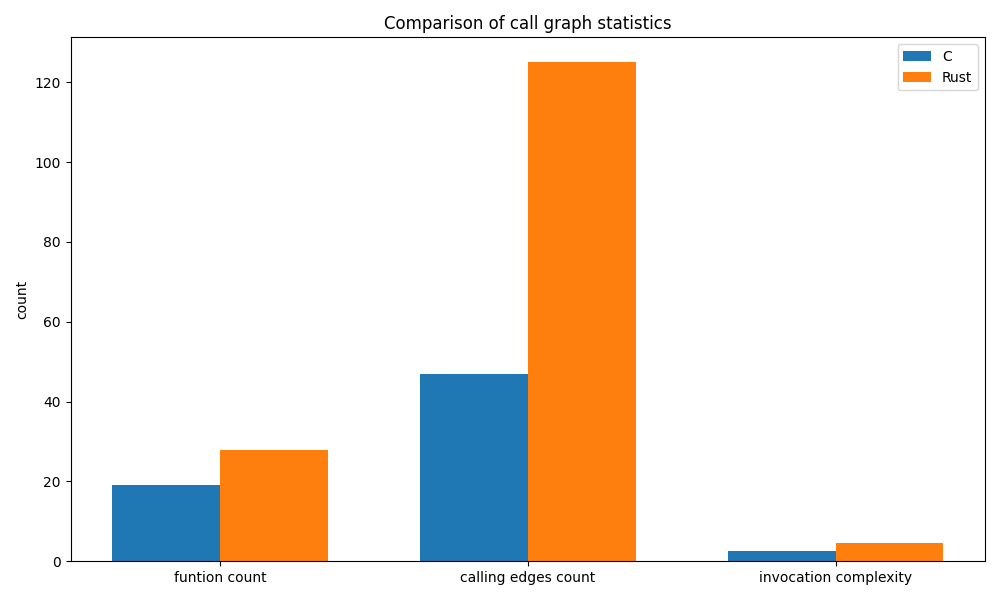 Comparison of call graph statistics
C
Rust
120
100
80
60
40
20
0
count
funtion count
calling edges count
invocation complexity